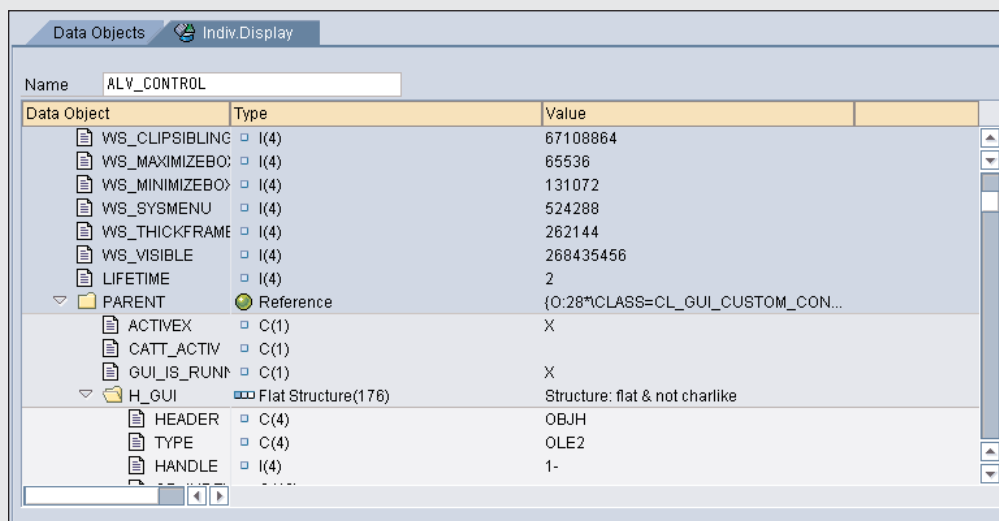 Data Objects Indiv.Display
Name ALV_CONTROL
Data Object Type Value
WS_CLIPSIBLING I(4) 67108864
WS_MAXIMIZEBO I(4) 65536
WS_MINIMIZEBO I(4) 131072
WS_SYSMENU I(4) 524288
WS_THICKFRAME I(4) 262144
WS_VISIBLE I(4) 268435456
LIFETIME I(4) 2
PARENT Reference {O:28*\CLASS=CL_GUI_CUSTOM_CON...
ACTIVEX C(1) X
CATT_ACTIV C(1)
GUI_IS_RUNN C(1) X
H_GUI Flat Structure(176) Structure: flat & not charlike
HEADER C(4) OBJH
TYPE C(4) OLE2
HANDLE I(4) 1-